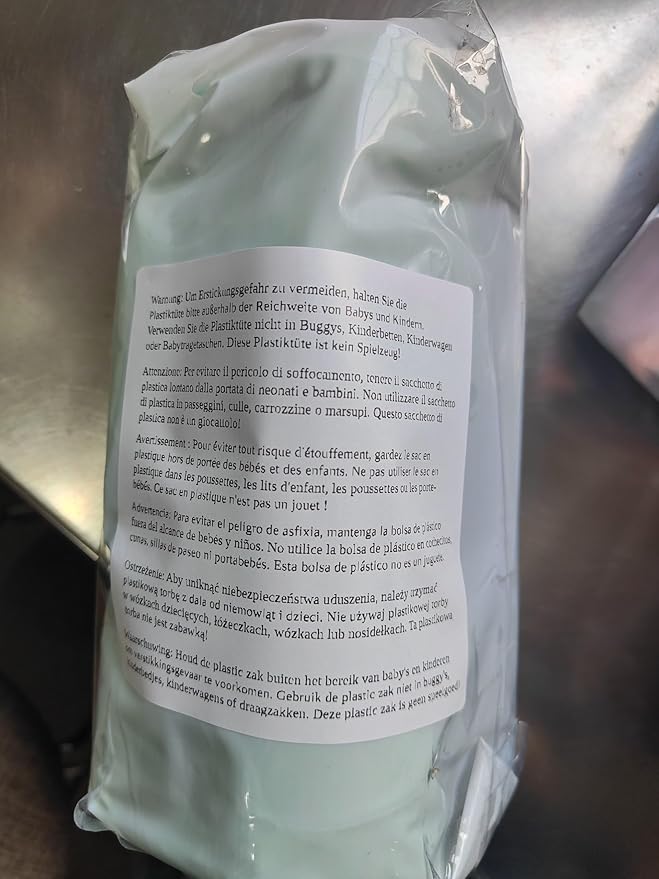 Warnung: Um Erstickungsgefahr zu vermeiden, halten Sie die
Plastiktüte bitte außerhalb der Reichweite von Babys und Kindern.
Verwenden Sie die Plastiktüte nicht in Buggys, Kinderbetten, Kinderwagen
oder Babytragetaschen. Diese Plastiktüte ist kein Spielzeug!
Attenzione: Per evitare il pericolo di soffocamento, tenere il sacchetto di
plastica lontano dalla portata di neonati e bambini. Non utilizzare il sacchetto
di plastica in passeggini, culle, carrozzine o marsupi. Questo sacchetto di
plastica non è un giocattolo!
Avertissement : Pour éviter tout risque d'étouffement, gardez le sac en
plastique hors de portée des bébés et des enfants. Ne pas utiliser le sac en
plastique dans les poussettes, les lits d'enfant, les poussettes ou les porte-
bébés. Ce sac en plastique n'est pas un jouet !
Advertencia: Para evitar el peligro de asfixia, mantenga la bolsa de plástico
fuera del alcance de bebés y niños. No utilice la bolsa de plástico en cochecitos,
cunas, sillas de paseo ni portabebés. Esta bolsa de plástico no es un juguete.
Ostrzeżenie: Aby uniknąć niebezpieczeństwa uduszenia, należy trzymać
plastikową torbę z dala od niemowląt i dzieci. Nie używaj plastikowej torby
w wózkach dziecięcych, łóżeczkach, wózkach lub nosidełkach. Ta plastikowa
torba nie jest zabawką!
Waarschuwing: Houd de plastic zak buiten het bereik van baby's en kinderen
om verstikkingsgevaar te voorkomen. Gebruik de plastic zak niet in buggy's,
kinderbedjes, kinderwagens of draagzakken. Deze plastic zak is geen speelgoed!